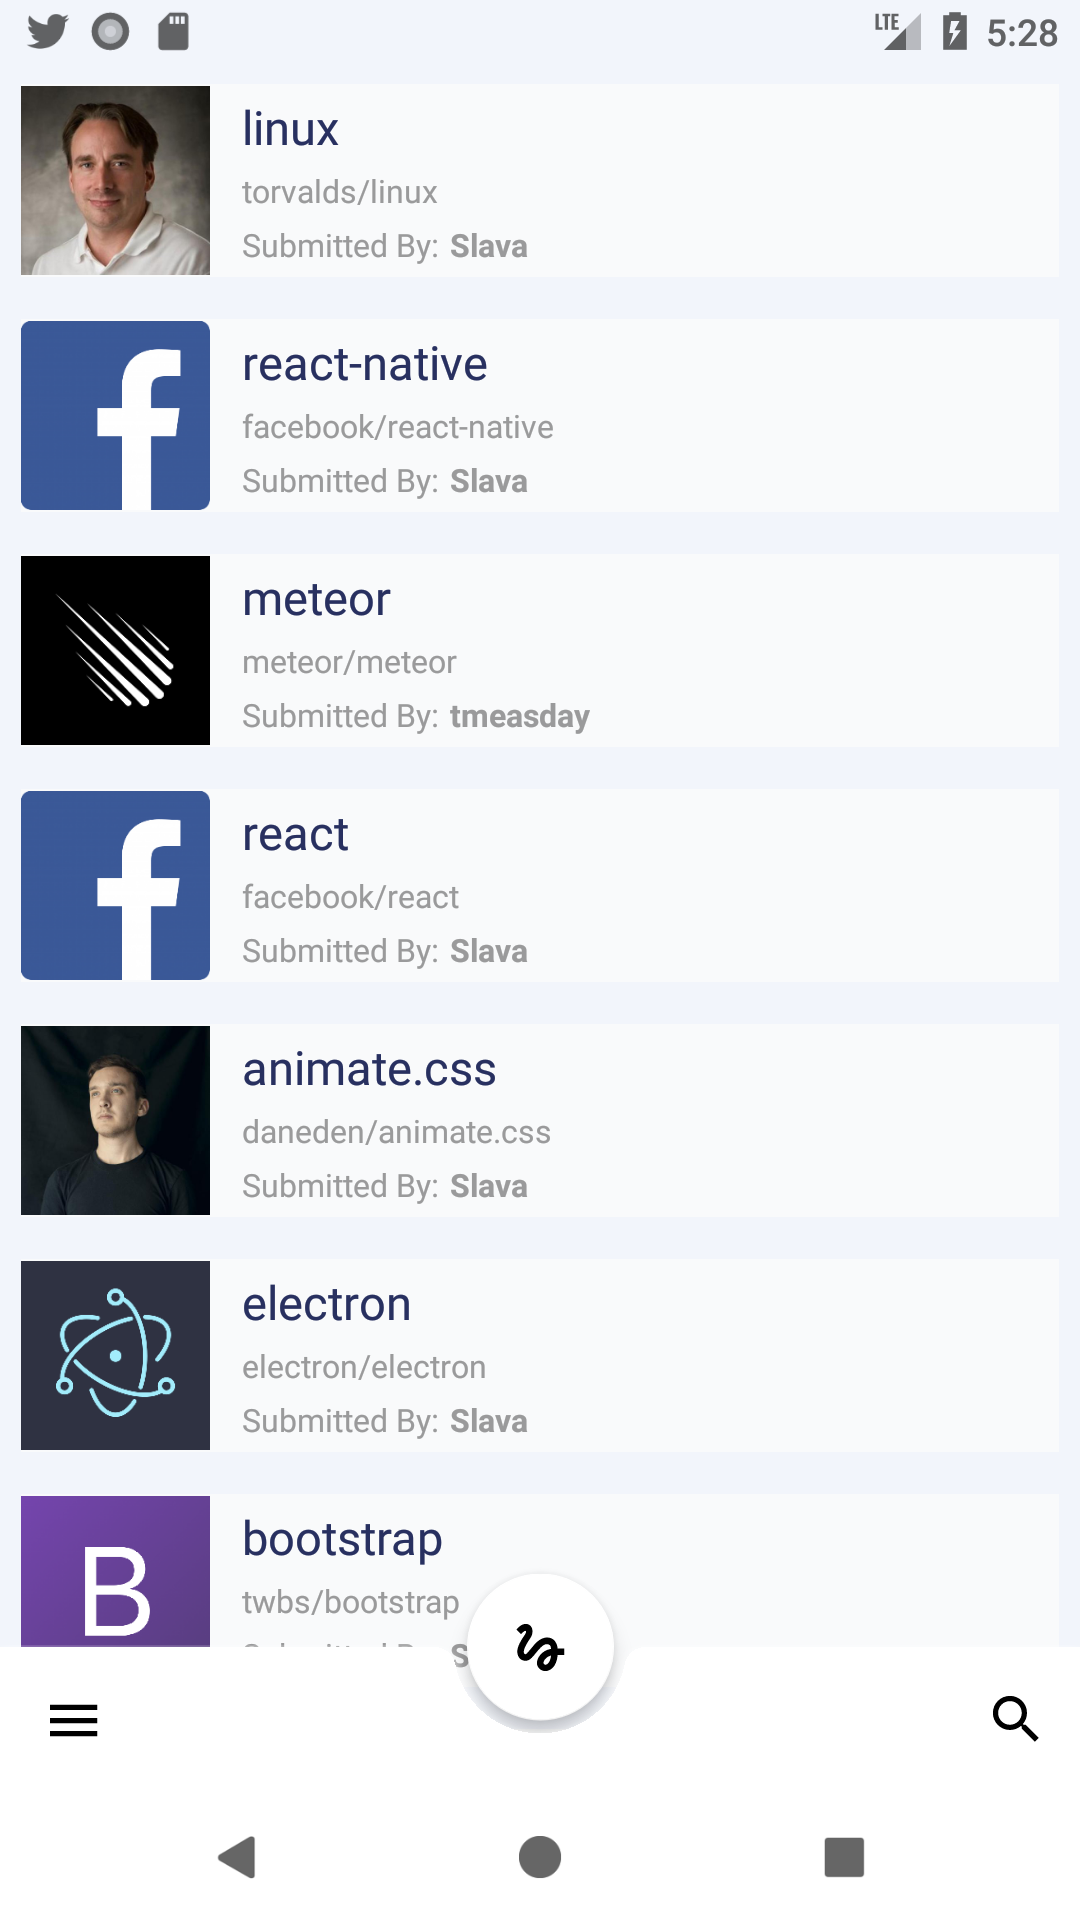 LTE 5:28
linux
torvalds/linux
Submitted By: Slava
react-native
facebook/react-native
Submitted By: Slava
meteor
meteor/meteor
Submitted By: tmeasday
react
facebook/react
Submitted By: Slava
animate.css
daneden/animate.css
Submitted By: Slava
electron
electron/electron
Submitted By: Slava
B
bootstrap
twbs/bootstrap